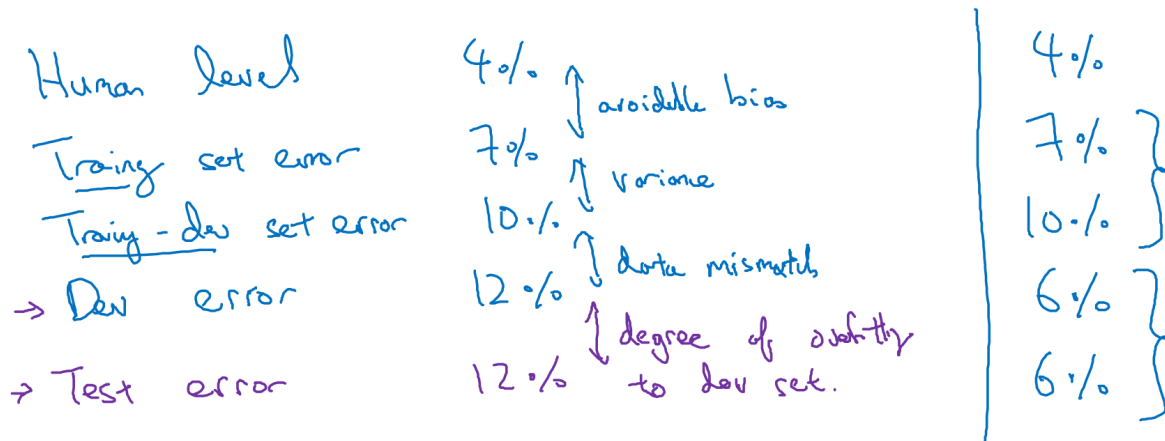 Human level 4% 4%
avoidable bias
Training set error 7% 7%
variance
Training-dev set error 10% 10%
data mismatch
→ Dev error 12% 6%
degree of overfitting
→ Test error 12% to dev set. 6%